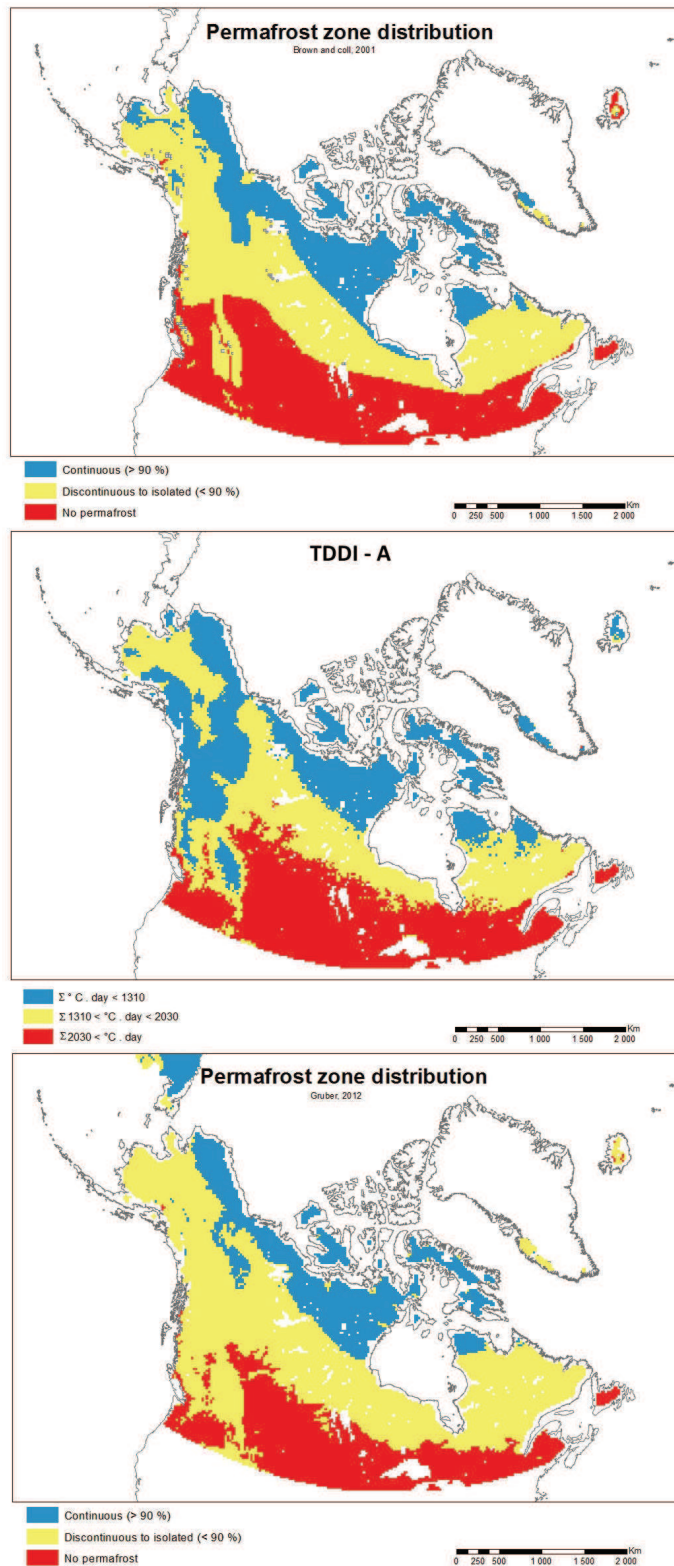 Permafrost zone distribution
Brown and coll, 2001
Continuous (> 90 %)
Discontinuous to isolated (< 90 %)
No permafrost
Km
0 250 500 1 000 1 500 2 000
TDDI - A
Σ ° C . day < 1310
Σ 1310 < °C . day < 2030
Σ 2030 < °C . day
Km
0 250 500 1 000 1 500 2 000
Permafrost zone distribution
Gruber, 2012
Continuous (> 90 %)
Discontinuous to isolated (< 90 %)
No permafrost
Km
0 250 500 1 000 1 500 2 000